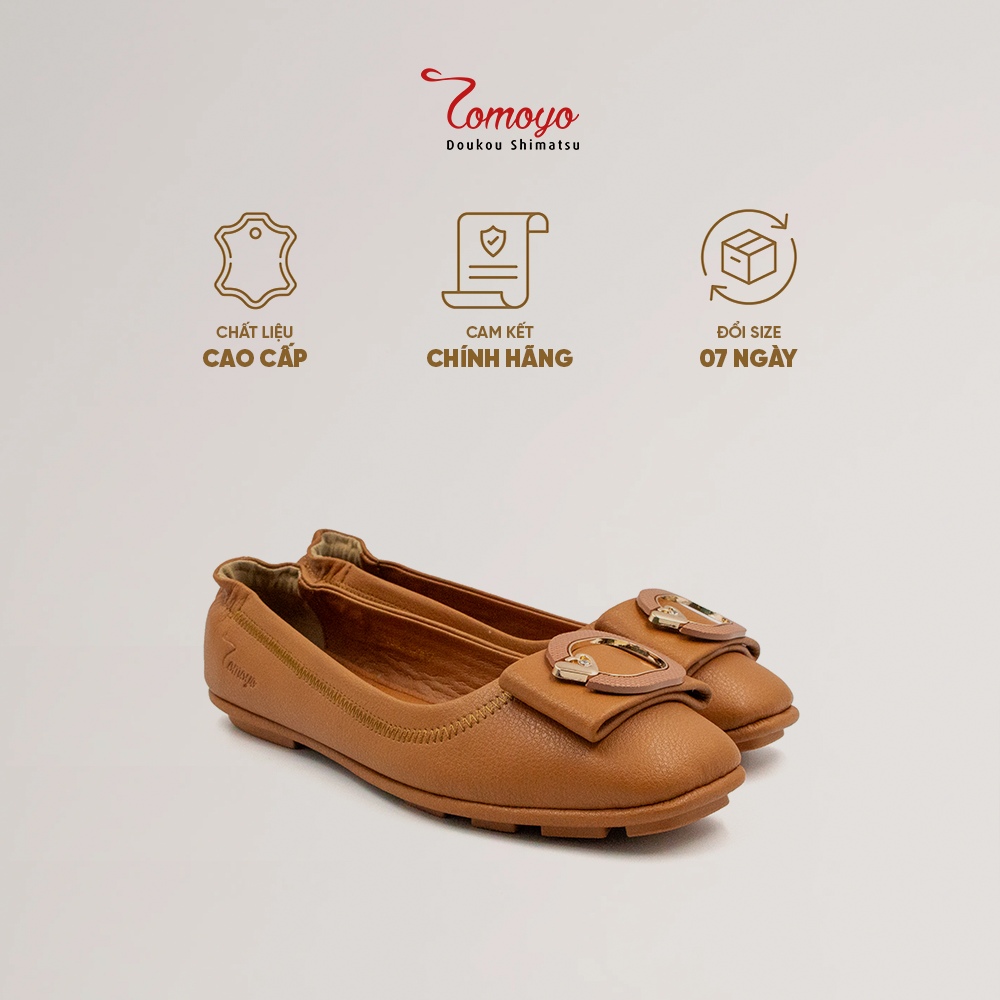 Tomoyo
Doukou Shimatsu
CHẤT LIỆU
CAO CẤP
CAM KẾT
CHÍNH HÃNG
ĐỔI SIZE
07 NGÀY
Tomoyo